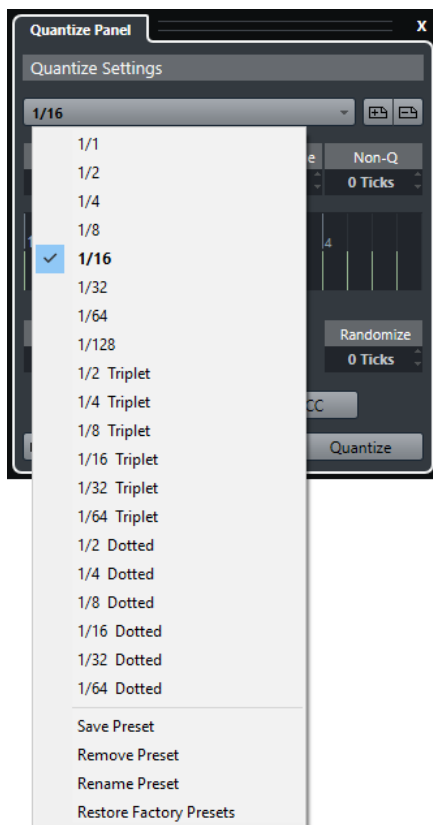 Quantize Panel X
Quantize Settings
1/16
1/1
1/2
1/4
1/8
1/16
1/32
1/64
1/128
1/2 Triplet
1/4 Triplet
1/8 Triplet
1/16 Triplet
1/32 Triplet
1/64 Triplet
1/2 Dotted
1/4 Dotted
1/8 Dotted
1/16 Dotted
1/32 Dotted
1/64 Dotted
Save Preset
Remove Preset
Rename Preset
Restore Factory Presets
Non-Q
0 Ticks
4
Randomize
0 Ticks
CC
Quantize